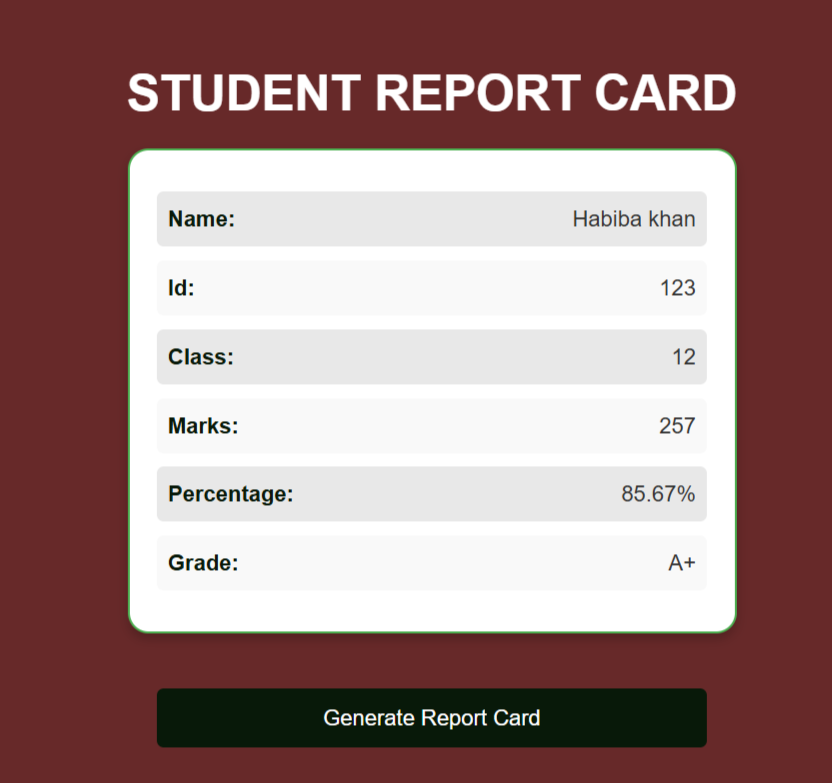 STUDENT REPORT CARD
Name: Habiba khan
Id: 123
Class: 12
Marks: 257
Percentage: 85.67%
Grade: A+
Generate Report Card